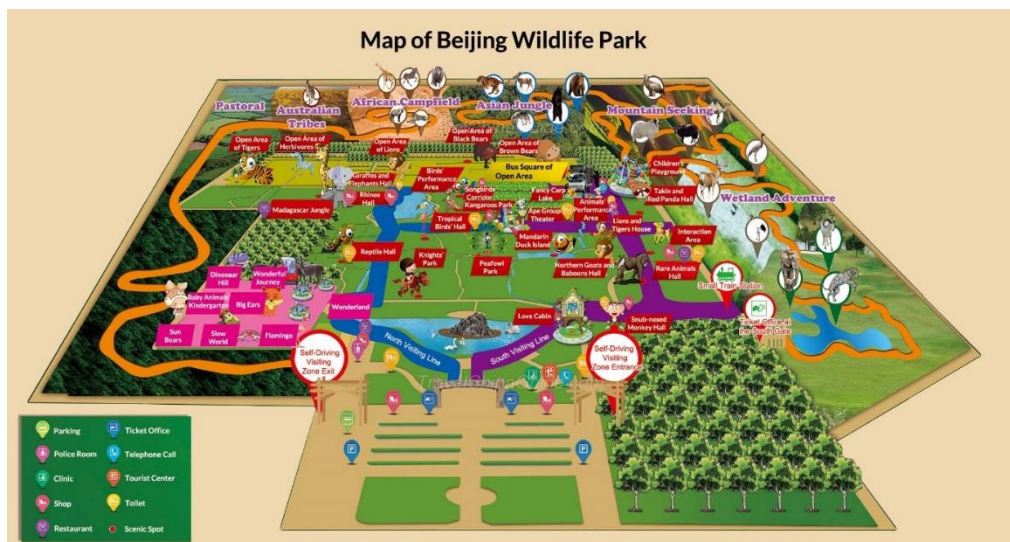 Map of Beijing Wildlife Park
Pastoral
Australian
Tribes
African Campfield
Asian Jungle
Mountain Seeking
Wetland Adventure
Open Area
of Tigers
Open Area of
Herbivores
Open Area
of Lions
Open Area of
Black Bears
Open Area of
Brown Bears
Bus Square of
Open Area
Children's
Playground
Giraffes and
Elephants Hall
Birds'
Performance
Area
Rhinos
Hall
Songbirds
Corridor
Kangaroos Park
Fancy Carp
Lake
Takin and
Red Panda Hall
Madagascar Jungle
Tropical
Birds' Hall
Ape Group
Theater
Animals'
Performance
Area
Lions and
Tigers House
Interaction
Area
Reptile Hall
Knights'
Park
Peafowl
Park
Mandarin
Duck Island
Northern Goats and
Baboons Hall
Rare Animals
Hall
Small Train Station
Dinosaur
Hill
Wonderful
Journey
Baby Animals'
Kindergarten
Big Ears
Wonderland
Sun
Bears
Slow
World
Flamingo
Love Cabin
Snub-nosed
Monkey Hall
Ticket Office at
the South Gate
Self-Driving
Visiting
Zone Exit
North Visiting Line
South Visiting Line
Self-Driving
Visiting
Zone Entrance
P
P
Parking
Ticket Office
Police Room
Telephone Call
Clinic
Tourist Center
Shop
Toilet
Restaurant
Scenic Spot